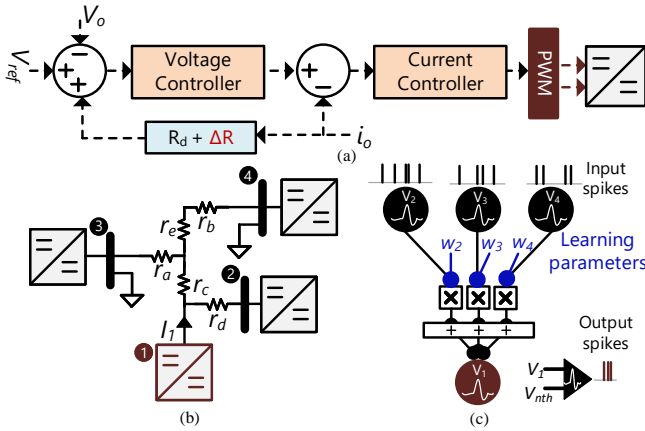 V_o
V_ref
+
−
+
Voltage
Controller
+
−
Current
Controller
PWM
R_d + ΔR
i_o
(a)
4
3
2
1
r_e
r_b
r_a
r_c
r_d
I_1
(b)
Input
spikes
V_2
V_3
V_4
w_2
w_3
w_4
Learning
parameters
+ + +
V_1
Output
spikes
V_1
V_nth
(c)